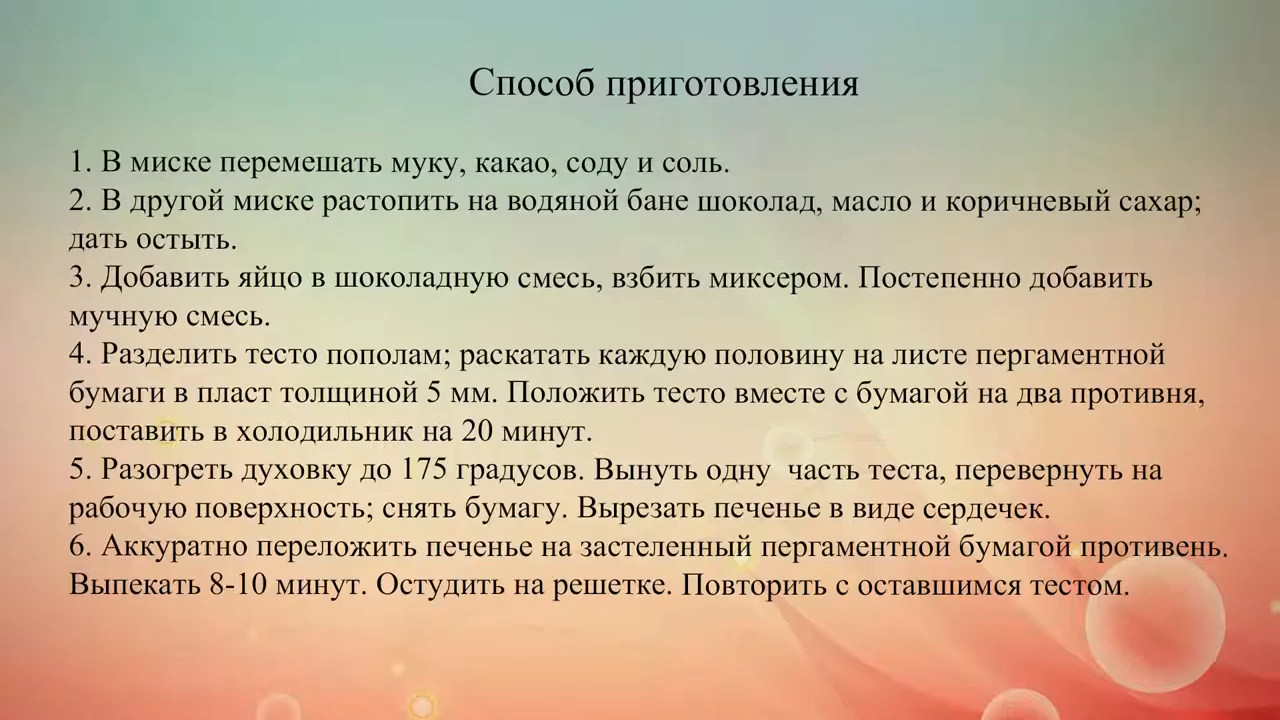 Способ приготовления
1. В миске перемешать муку, какао, соду и соль.
2. В другой миске растопить на водяной бане шоколад, масло и коричневый сахар;
дать остыть.
3. Добавить яйцо в шоколадную смесь, взбить миксером. Постепенно добавить
мучную смесь.
4. Разделить тесто пополам; раскатать каждую половину на листе пергаментной
бумаги в пласт толщиной 5 мм. Положить тесто вместе с бумагой на два противня,
поставить в холодильник на 20 минут.
5. Разогреть духовку до 175 градусов. Вынуть одну  часть теста, перевернуть на
рабочую поверхность; снять бумагу. Вырезать печенье в виде сердечек.
6. Аккуратно переложить печенье на застеленный пергаментной бумагой противень.
Выпекать 8-10 минут. Остудить на решетке. Повторить с оставшимся тестом.